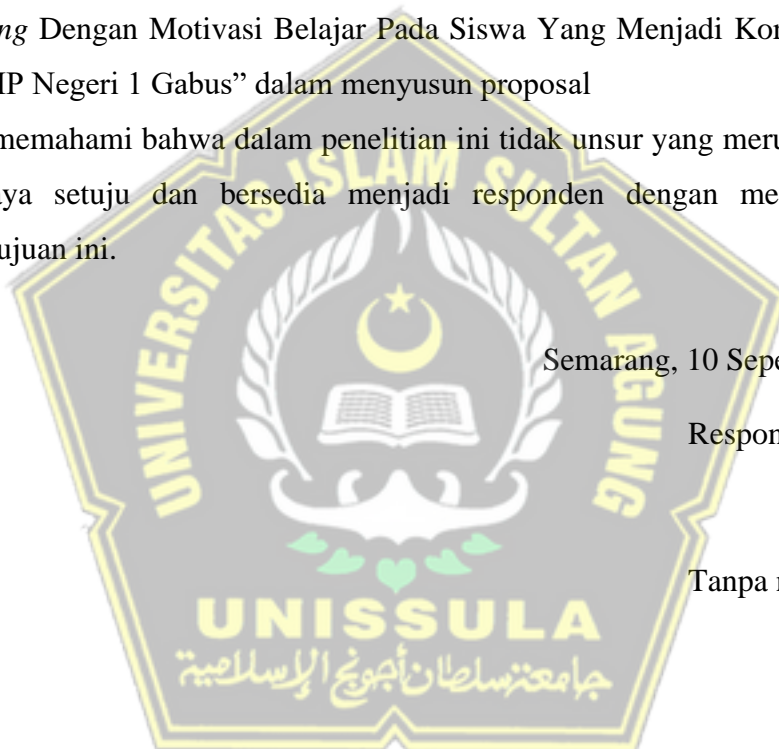 ng Dengan Motivasi Belajar Pada Siswa Yang Menjadi Kor
IP Negeri 1 Gabus” dalam menyusun proposal
memahami bahwa dalam penelitian ini tidak unsur yang meru
aya setuju dan bersedia menjadi responden dengan me
ujuan ini.
UNIVERSITAS ISLAM SULTAN AGUNG
Semarang, 10 Sepe
Respon
Tanpa
UNISSULA
جامعة سلطان أجونج الإسلامية